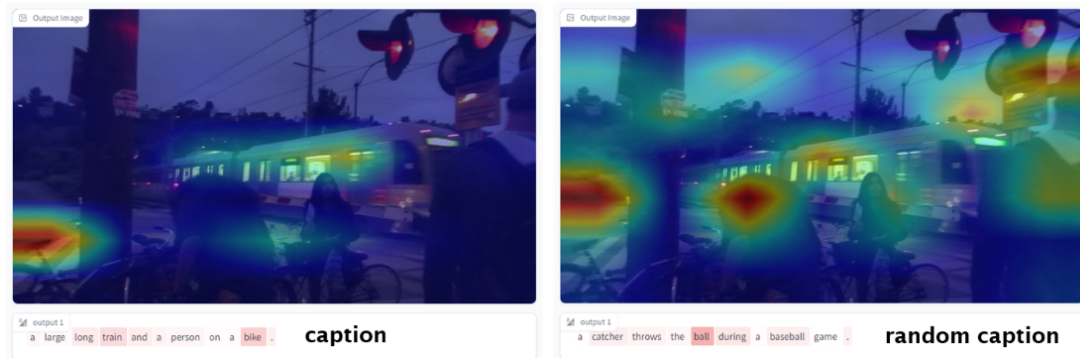 Output Image
Output Image
output 1
a large long train and a person on a bike .
caption
output 1
a catcher throws the ball during a baseball game .
random caption